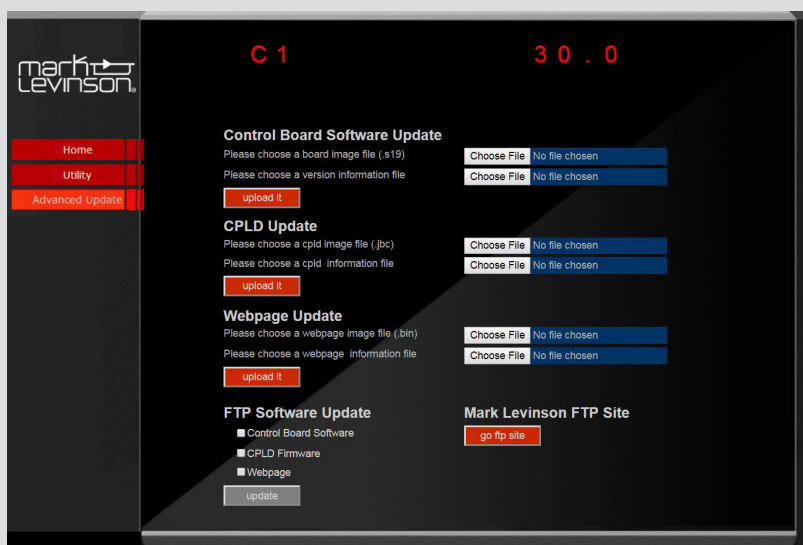 mark
Levinson®
C1 30.0
Home
Utility
Advanced Update
Control Board Software Update
Please choose a board image file (.s19) Choose File No file chosen
Please choose a version information file Choose File No file chosen
upload it
CPLD Update
Please choose a cpld image file (.jbc) Choose File No file chosen
Please choose a cpld information file Choose File No file chosen
upload it
Webpage Update
Please choose a webpage image file (.bin) Choose File No file chosen
Please choose a webpage information file Choose File No file chosen
upload it
FTP Software Update
Control Board Software
CPLD Firmware
Webpage
update
Mark Levinson FTP Site
go ftp site